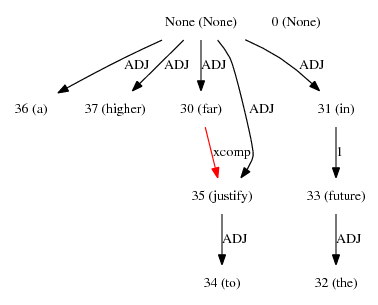 None (None) 0 (None)
ADJ ADJ ADJ ADJ
36 (a) 37 (higher) 30 (far) ADJ 31 (in)
xcomp 1
35 (justify) 33 (future)
ADJ ADJ
34 (to) 32 (the)